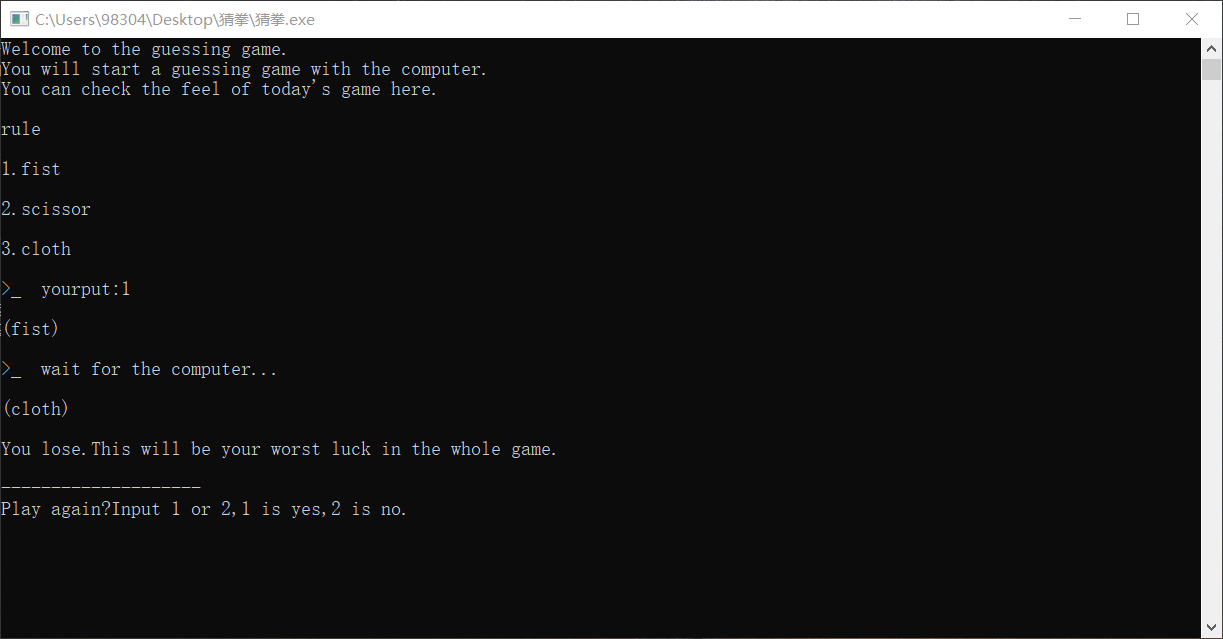 C:\Users\98304\Desktop\猜拳\猜拳.exe
Welcome to the guessing game.
You will start a guessing game with the computer.
You can check the feel of today's game here.
rule
1.fist
2.scissor
3.cloth
>_  yourput:1
(fist)
>_  wait for the computer...
(cloth)
You lose.This will be your worst luck in the whole game.
--------------------
Play again?Input 1 or 2,1 is yes,2 is no.